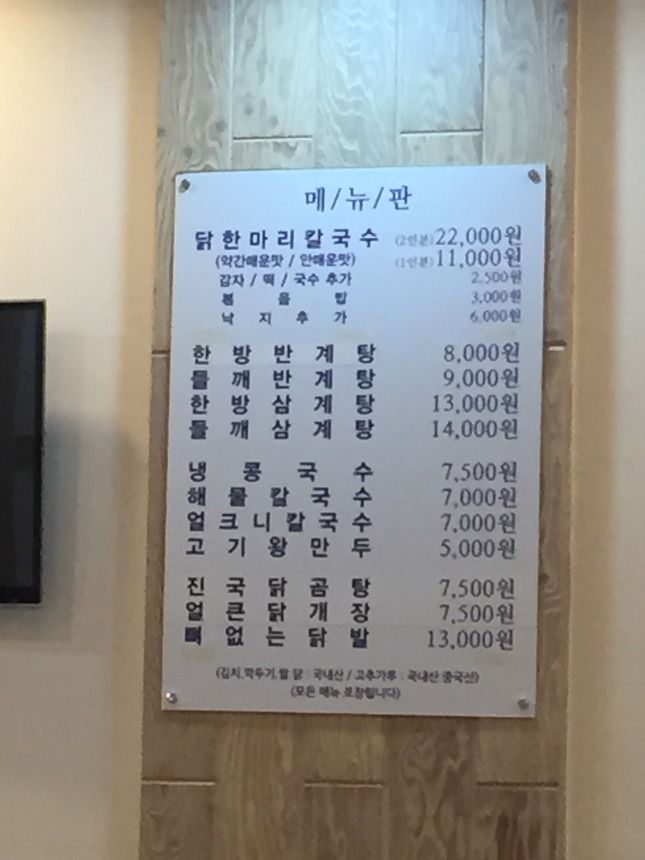 메/뉴/판
닭한마리칼국수 (2인분)22,000원
(약간매운맛 / 안매운맛) (1인분)11,000원
감자 / 떡 / 국수 추가 2,500원
볶음밥 3,000원
낙지추가 6,000원
한방반계탕 8,000원
들깨반계탕 9,000원
한방삼계탕 13,000원
들깨삼계탕 14,000원
냉콩국수 7,500원
해물칼국수 7,000원
얼크니칼국수 7,000원
고기왕만두 5,000원
진국닭곰탕 7,500원
얼큰닭개장 7,500원
뼈없는닭발 13,000원
(김치,깍두기,쌀,닭 : 국내산 / 고추가루 : 국내산.중국산)
(모든 메뉴 포장됩니다)